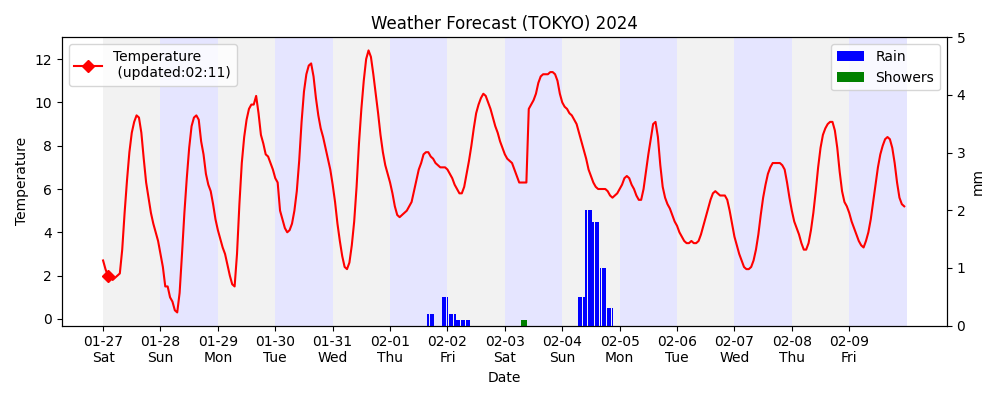 Weather Forecast (TOKYO) 2024
Temperature
(updated:02:11)
Rain
Showers
Temperature
12
10
8
6
4
2
0
5
4
3
2
1
0
mm
01-27 01-28 01-29 01-30 01-31 02-01 02-02 02-03 02-04 02-05 02-06 02-07 02-08 02-09
Sat Sun Mon Tue Wed Thu Fri Sat Sun Mon Tue Wed Thu Fri
Date